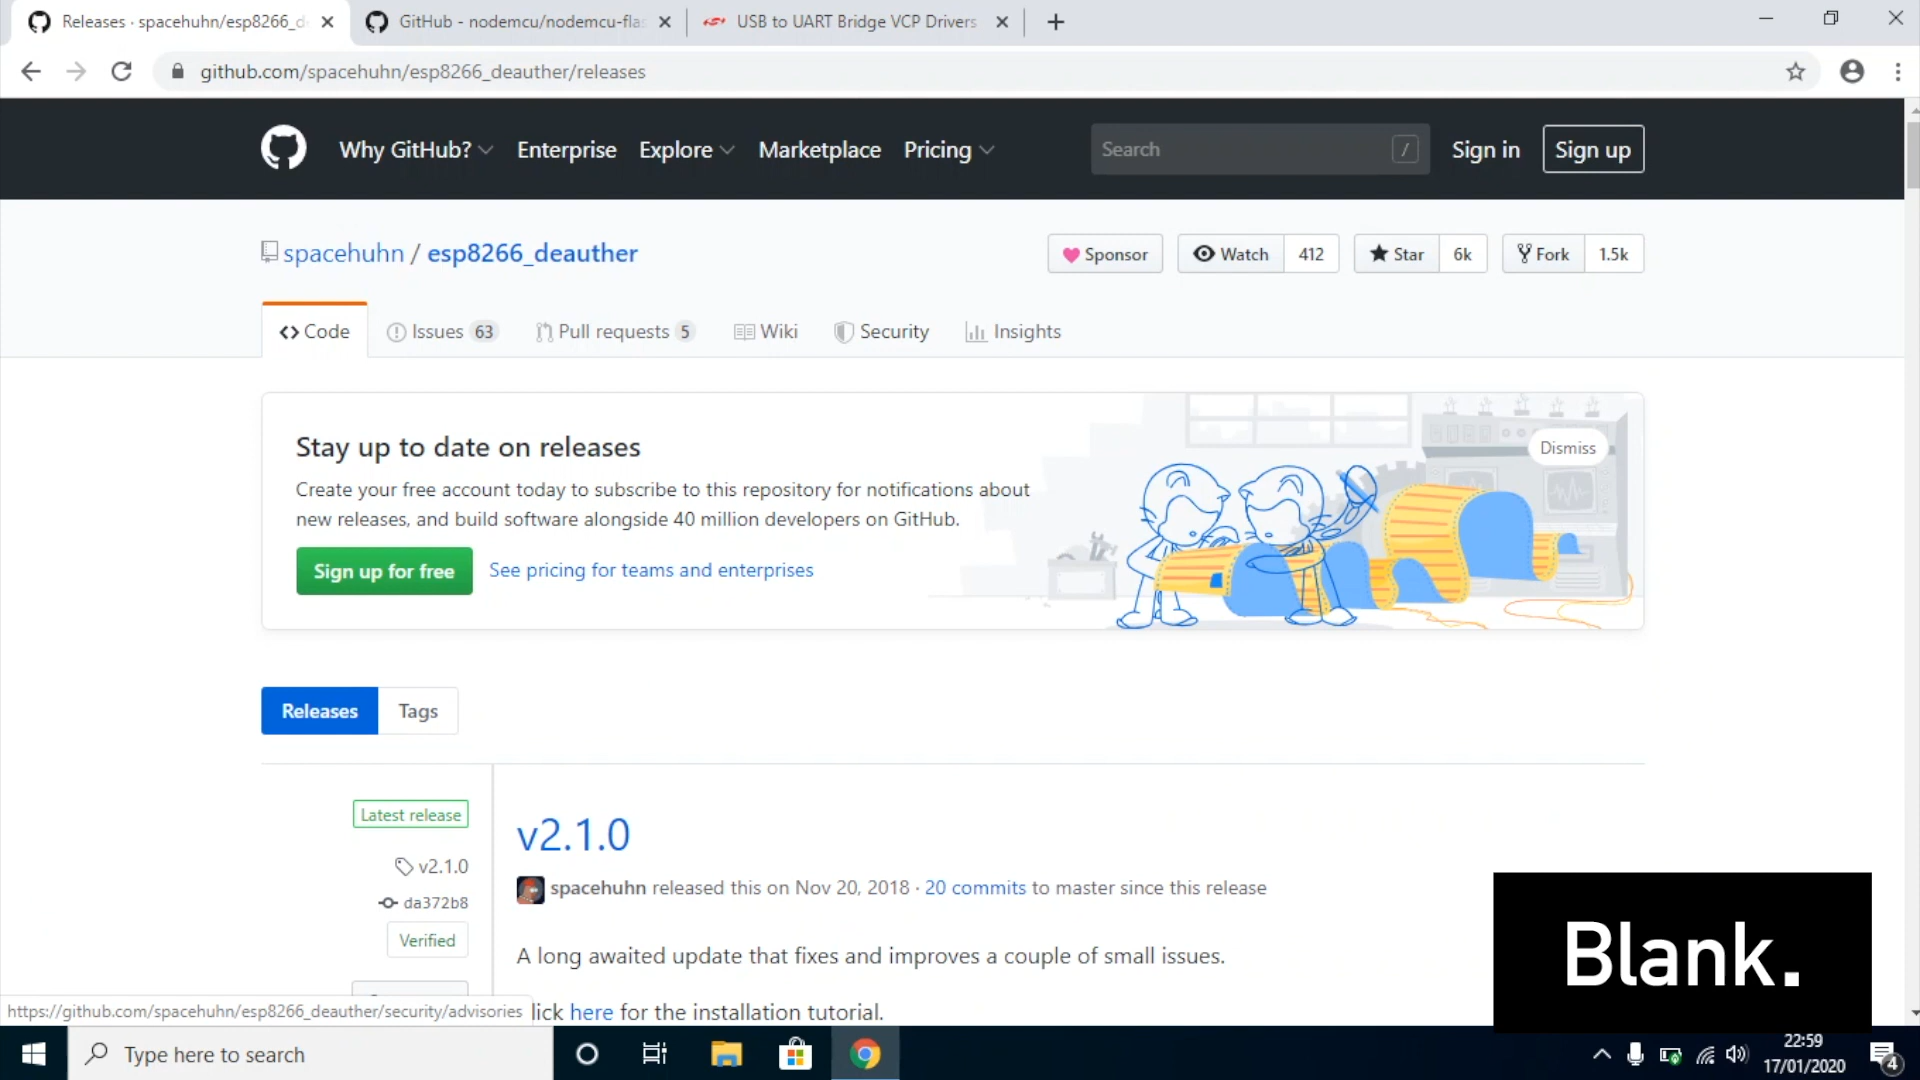 Releases · spacehuhn/esp8266_d
GitHub - nodemcu/nodemcu-fla
USB to UART Bridge VCP Drivers
github.com/spacehuhn/esp8266_deauther/releases
Why GitHub? Enterprise Explore Marketplace Pricing
Search /
Sign in Sign up
spacehuhn / esp8266_deauther
Sponsor Watch 412 Star 6k Fork 1.5k
Code Issues 63 Pull requests 5 Wiki Security Insights
Stay up to date on releases
Dismiss
Create your free account today to subscribe to this repository for notifications about
new releases, and build software alongside 40 million developers on GitHub.
Sign up for free See pricing for teams and enterprises
Releases Tags
Latest release
v2.1.0
da372b8
Verified
v2.1.0
spacehuhn released this on Nov 20, 2018 · 20 commits to master since this release
A long awaited update that fixes and improves a couple of small issues.
lick here for the installation tutorial.
https://github.com/spacehuhn/esp8266_deauther/security/advisories
Blank.
Type here to search
22:59
17/01/2020
4